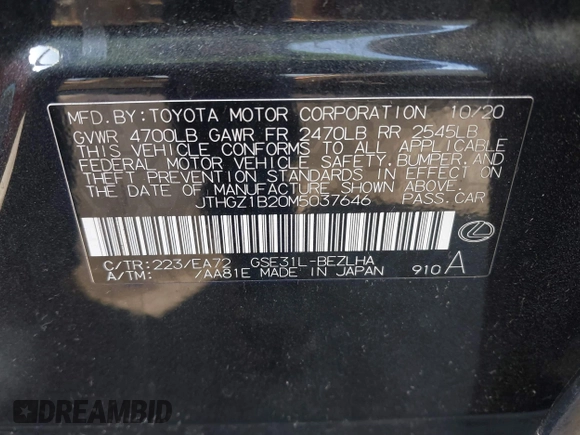 MFD. BY: TOYOTA MOTOR CORPORATION 10/20
GVWR 4700LB GAWR FR 2470LB RR 2545LB
THIS VEHICLE CONFORMS TO ALL APPLICABLE
FEDERAL MOTOR VEHICLE SAFETY, BUMPER, AND
THEFT PREVENTION STANDARDS IN EFFECT ON
THE DATE OF MANUFACTURE SHOWN ABOVE.
JTHGZ1B20M5037646 PASS.CAR
C/TR: 223/EA72 GSE31L-BEZLHA
A/TM: /AA81E MADE IN JAPAN 910 A
DREAMBID